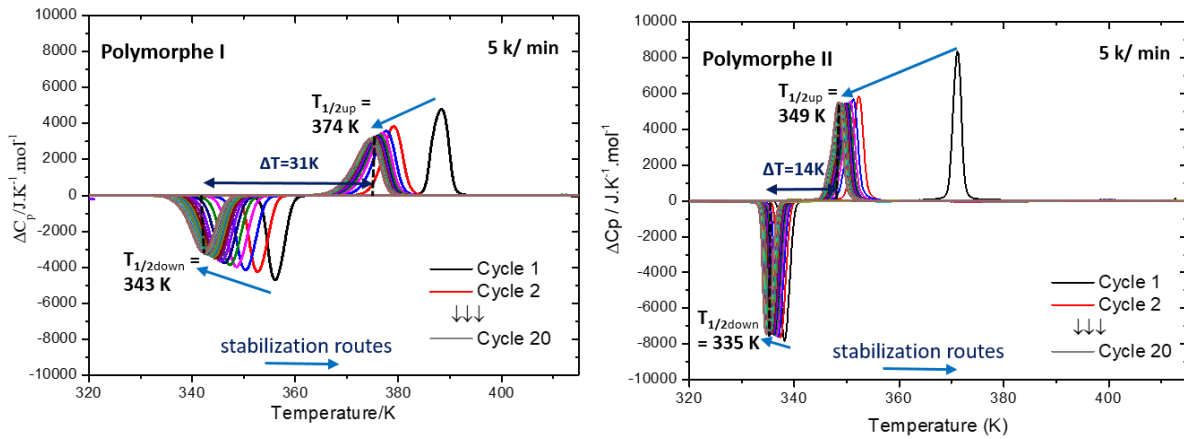 Polymorphe I
5 k/ min
T1/2up =
374 K
ΔT=31K
T1/2down =
343 K
Cycle 1
Cycle 2
↓↓↓
Cycle 20
stabilization routes
ΔCp /J.K-1.mol-1
10000
8000
6000
4000
2000
0
-2000
-4000
-6000
-8000
-10000
320
340
360
380
400
Temperature/K
Polymorphe II
5 k/ min
T1/2up =
349 K
ΔT=14K
T1/2down
= 335 K
Cycle 1
Cycle 2
↓↓↓
Cycle 20
stabilization routes
ΔCp / J.K-1.mol-1
10000
8000
6000
4000
2000
0
-2000
-4000
-6000
-8000
-10000
320
340
360
380
400
Temperature (K)